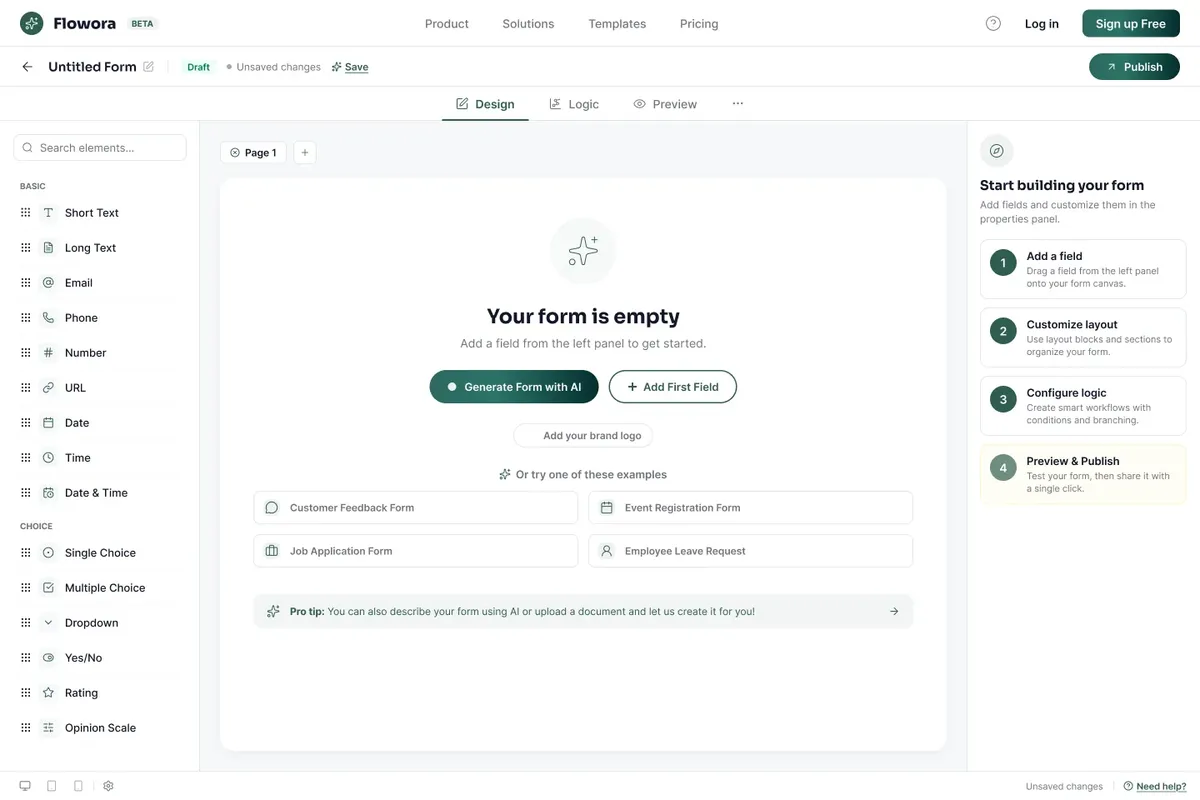 Flowora BETA
Product Solutions Templates Pricing
Log in
Sign up Free
Untitled Form
Draft
Unsaved changes
Save
Publish
Design
Logic
Preview
Search elements...
BASIC
Short Text
Long Text
Email
Phone
Number
URL
Date
Time
Date & Time
CHOICE
Single Choice
Multiple Choice
Dropdown
Yes/No
Rating
Opinion Scale
Page 1
Your form is empty
Add a field from the left panel to get started.
Generate Form with AI
Add First Field
Add your brand logo
Or try one of these examples
Customer Feedback Form
Event Registration Form
Job Application Form
Employee Leave Request
Pro tip: You can also describe your form using AI or upload a document and let us create it for you!
Start building your form
Add fields and customize them in the
properties panel.
1
Add a field
Drag a field from the left panel
onto your form canvas.
2
Customize layout
Use layout blocks and sections to
organize your form.
3
Configure logic
Create smart workflows with
conditions and branching.
4
Preview & Publish
Test your form, then share it with
a single click.
Unsaved changes
Need help?